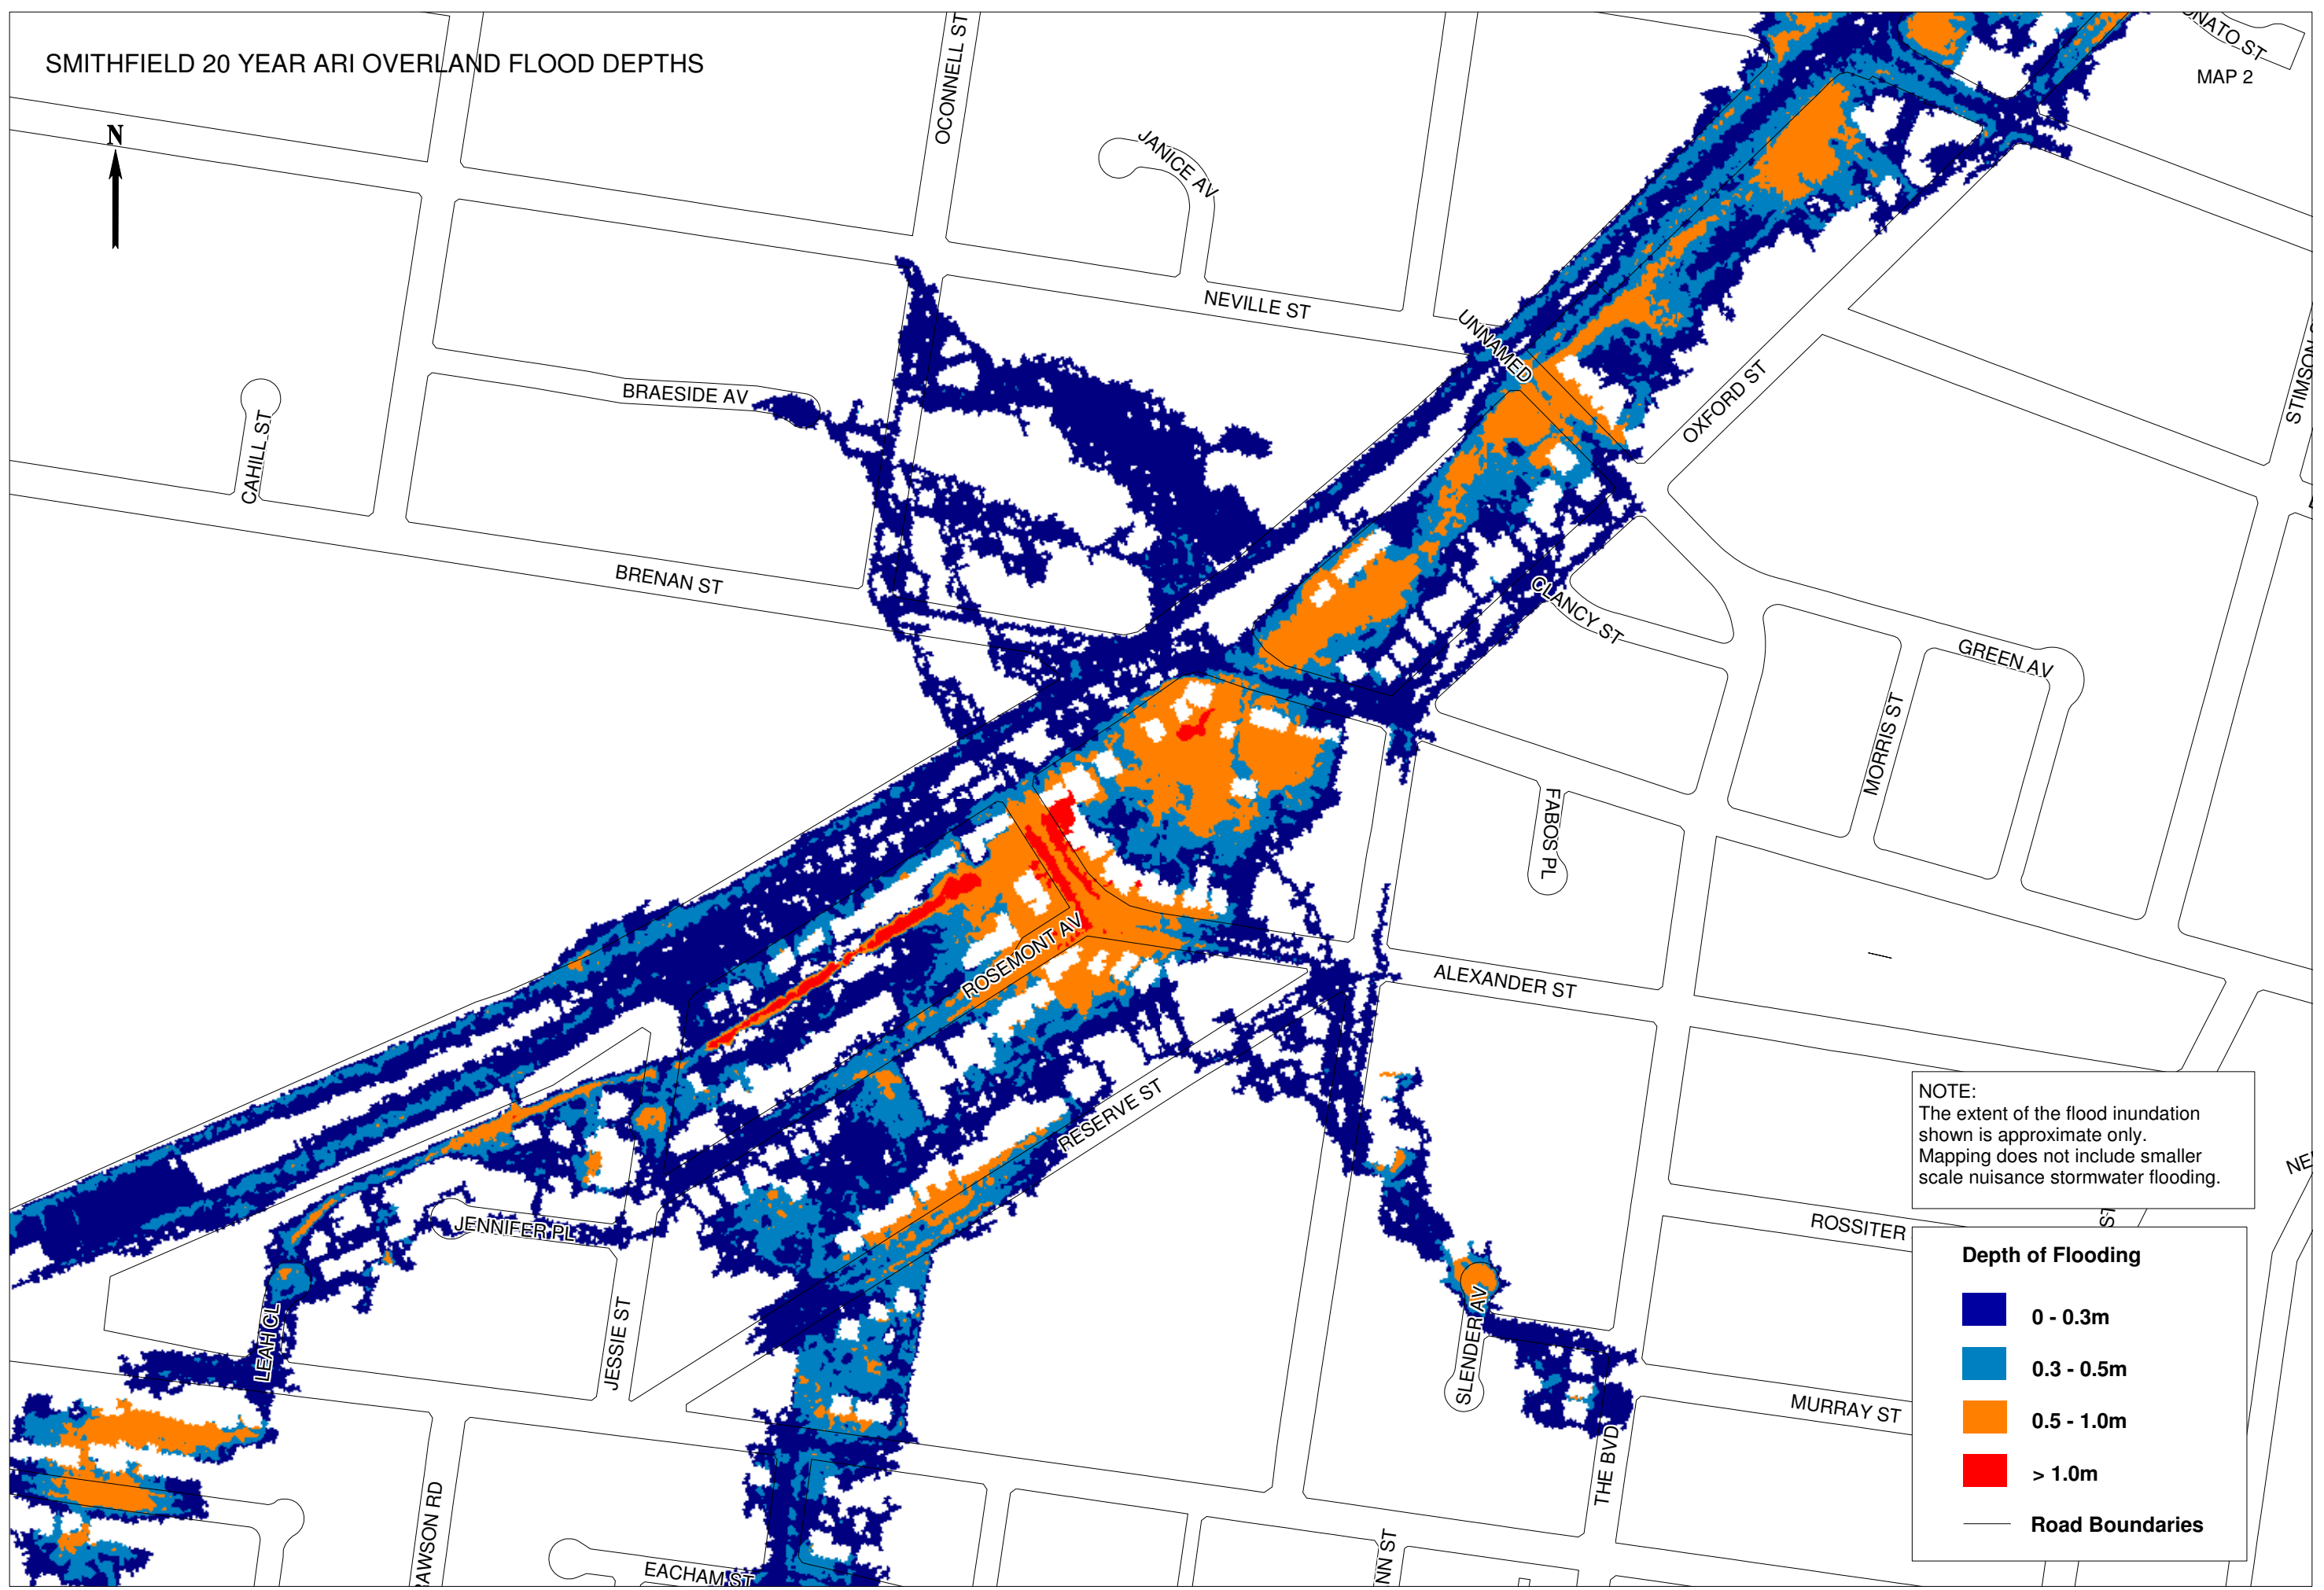 SMITHFIELD 20 YEAR ARI OVERLAND FLOOD DEPTHS
MAP 2
N
OCONNELL ST
JANICE AV
NEVILLE ST
UNNAMED
OXFORD ST
STIMSON
BRAESIDE AV
CAHILL ST
BRENAN ST
CLANCY ST
GREEN AV
MORRIS ST
FABOS PL
ROSEMONT AV
ALEXANDER ST
RESERVE ST
JENNIFER PL
LEAH CL
JESSIE ST
SLENDER AV
ROSSITER
ST
MURRAY ST
THE BVD
EACHAM ST
NOTE:
The extent of the flood inundation
shown is approximate only.
Mapping does not include smaller
scale nuisance stormwater flooding.
Depth of Flooding
0 - 0.3m
0.3 - 0.5m
0.5 - 1.0m
> 1.0m
Road Boundaries